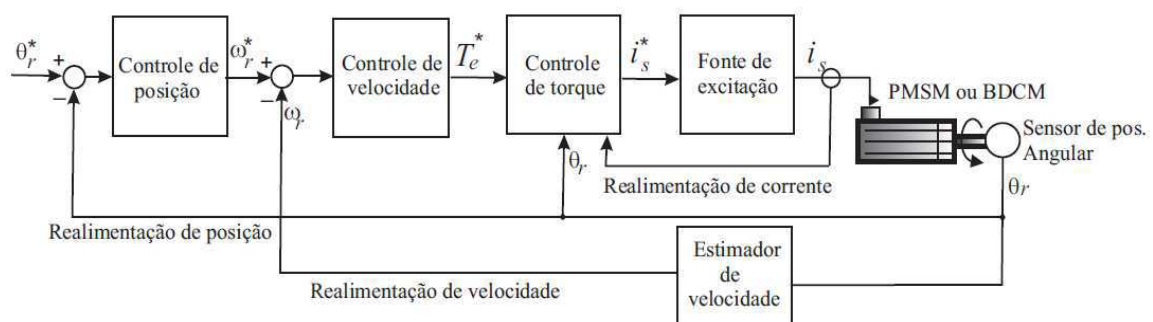 θr*
+
−
Controle de
posição
ωr*
+
−
ωr
Controle de
velocidade
Te*
Controle
de torque
is*
Fonte de
excitação
is
PMSM ou BDCM
Sensor de pos.
Angular
θr
θr
Realimentação de corrente
Realimentação de posição
Estimador
de
velocidade
Realimentação de velocidade